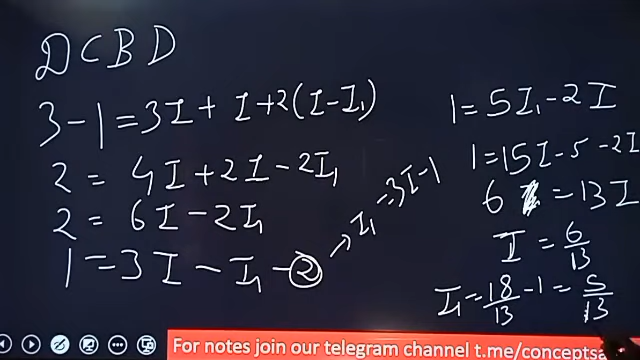 DCBD
3-1=3I+I+2(I-I₁)
2=4I+2I-2I₁
2=6I-2I₁
1=3I-I₁-②
→I₁=3I-1
1=5I₁-2I
1=15I-5-2I
6=13I
I=6/13
I₁=18/13-1=5/13
For notes join our telegram channel t.me/conceptsa